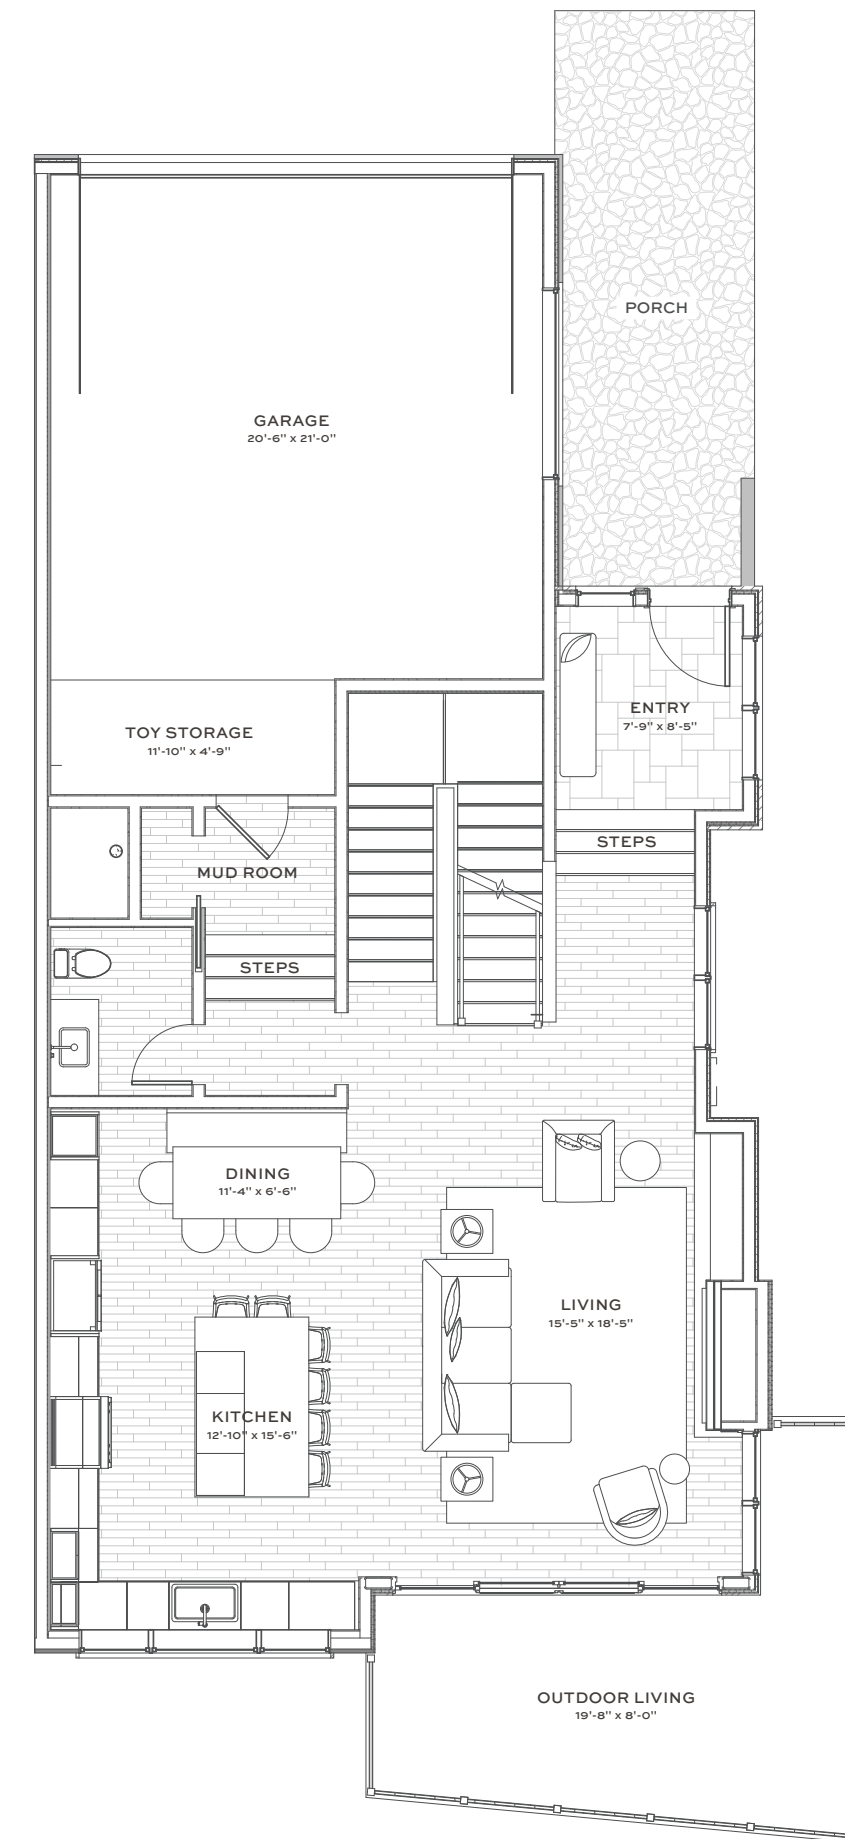 PORCH
GARAGE
20'-6" x 21'-0"
ENTRY
7'-9" x 8'-5"
TOY STORAGE
11'-10" x 4'-9"
STEPS
MUD ROOM
STEPS
DINING
11'-4" x 6'-6"
LIVING
15'-5" x 18'-5"
KITCHEN
12'-10" x 15'-6"
OUTDOOR LIVING
19'-8" x 8'-0"